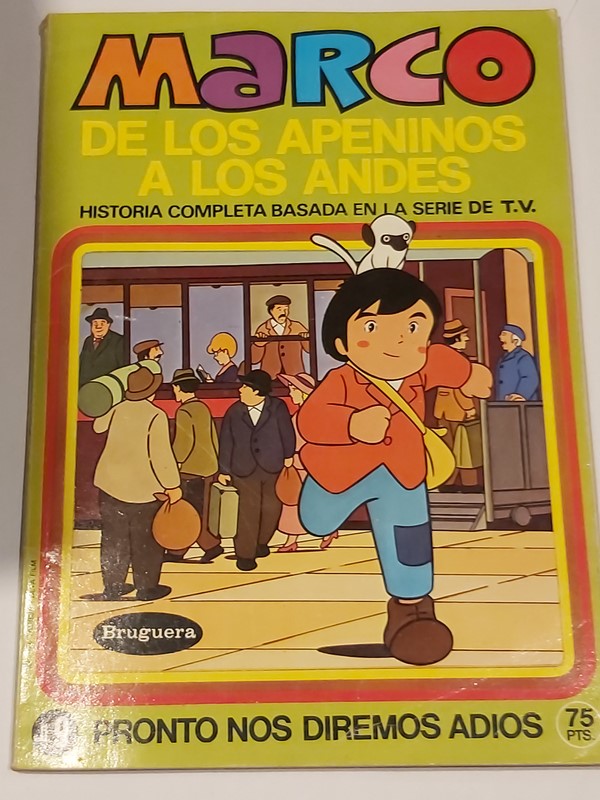 MARCO
DE LOS APENINOS
A LOS ANDES
HISTORIA COMPLETA BASADA EN LA SERIE DE T.V.
Bruguera
PRONTO NOS DIREMOS ADIOS
75
PTS.